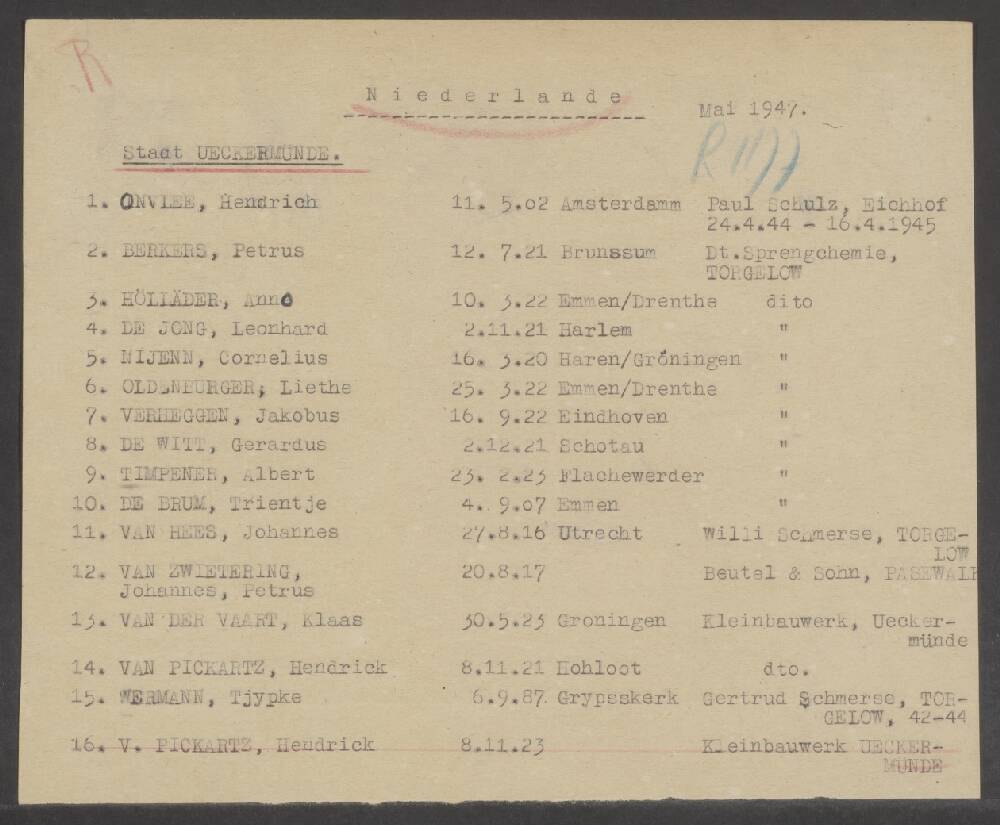 R
Niederlande
Mai 1947.
Stadt UECKERMÜNDE.
1. ONVLEE, Hendrich 11. 5.02 Amsterdamm Paul Schulz, Eichhof
24.4.44 - 16.4.1945
2. BERKERS, Petrus 12. 7.21 Brunssum Dt.Sprengchemie,
TORGELOW
3. HÖLLÄDER, Anno 10. 3.22 Emmen/Drenthe dito
4. DE JONG, Leonhard 2.11.21 Harlem "
5. NIJENN, Cornelius 16. 3.20 Haren/Gröningen "
6. OLDENBURGER, Liethe 25. 3.22 Emmen/Drenthe "
7. VERHEGGEN, Jakobus 16. 9.22 Eindhoven "
8. DE WITT, Gerardus 2.12.21 Schotau "
9. TIMPENER, Albert 23. 2.23 Flachewerder "
10. DE BRUM, Trientje 4. 9.07 Emmen "
11. VAN HEES, Johannes 27.8.16 Utrecht Willi Schmerse, TORGE-
LOW
12. VAN ZWIETERING, 20.8.17 Beutel & Sohn, PASEWALK
Johannes, Petrus
13. VAN DER VAART, Klaas 30.5.23 Groningen Kleinbauwerk, Uecker-
münde
14. VAN PICKARTZ, Hendrick 8.11.21 Hohloot dto.
15. WERMANN, Tjypke 6.9.87 Grypsskerk Gertrud Schmerse, TOR-
GELOW, 42-44
16. V. PICKARTZ, Hendrick 8.11.23 Kleinbauwerk UECKER-
MÜNDE